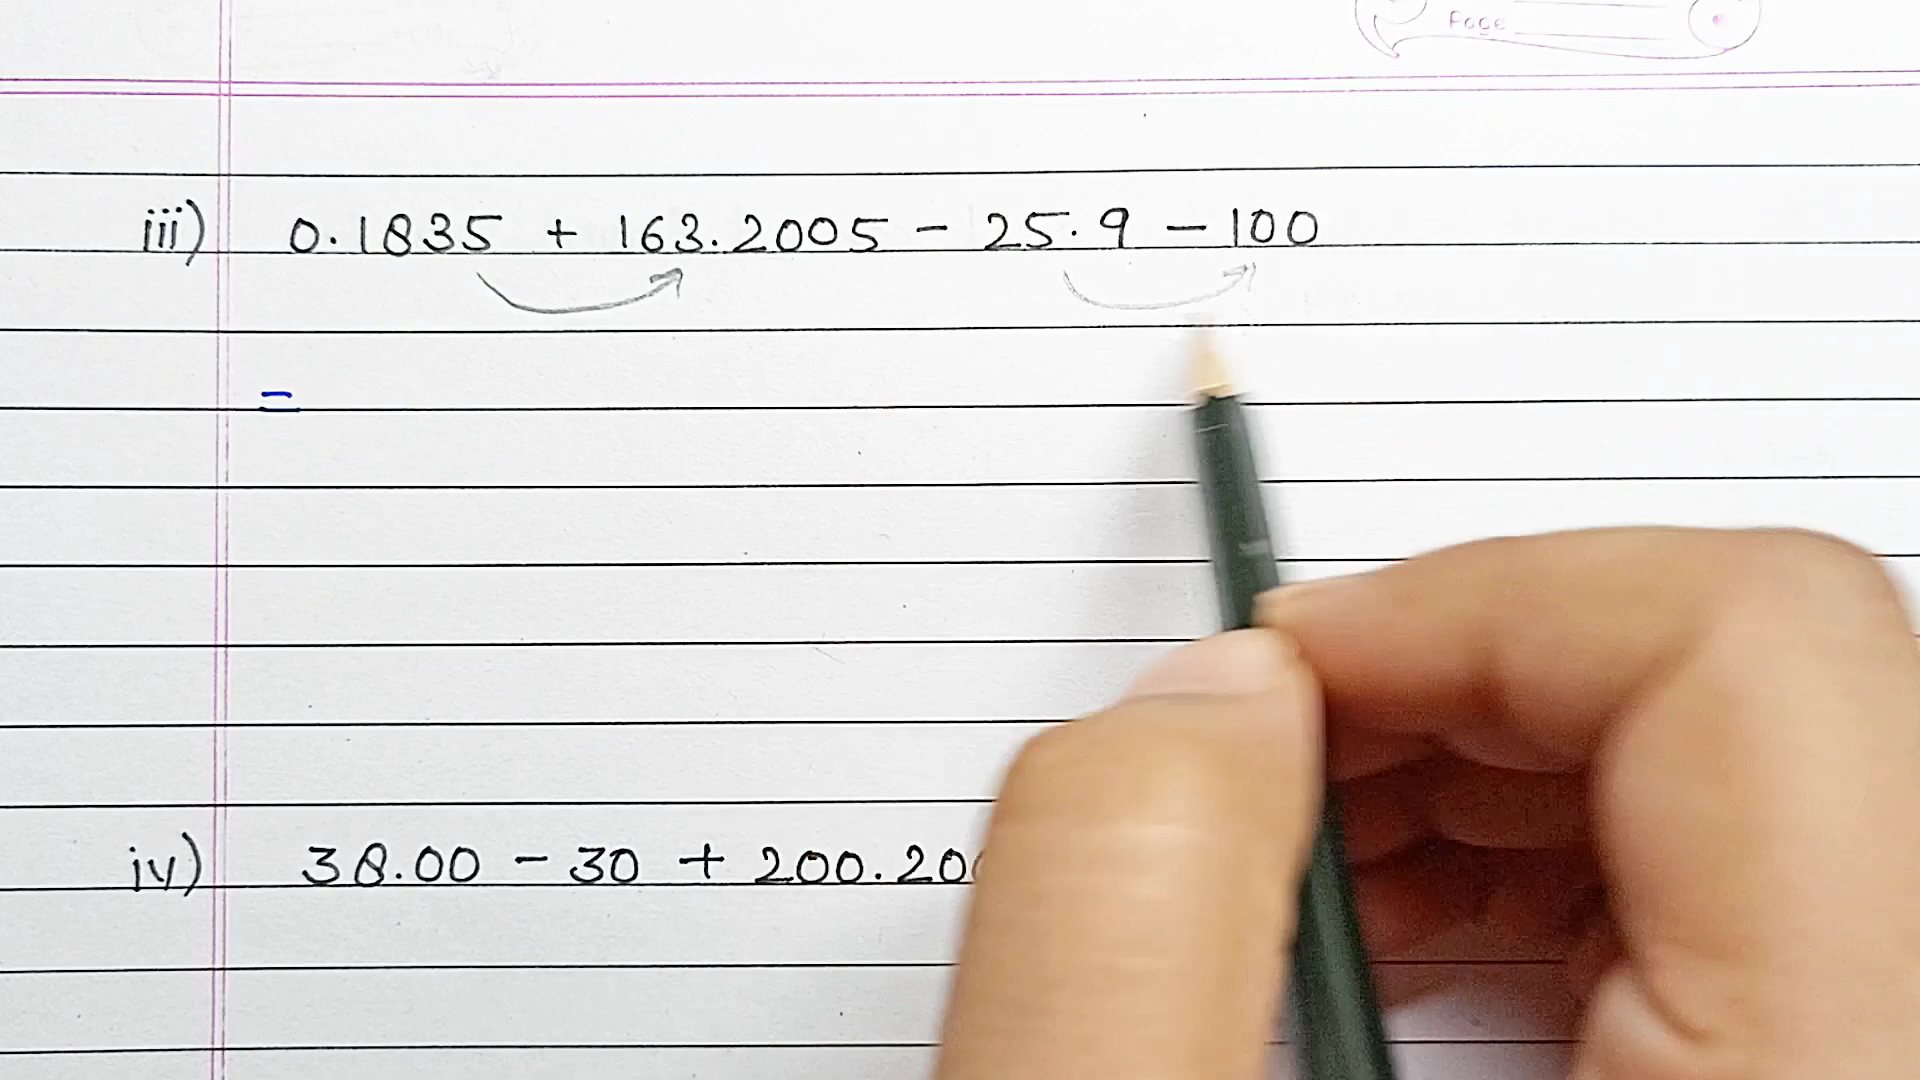 Page
iii) 0.1835 + 163.2005 - 25.9 - 100
=
iv) 38.00 - 30 + 200.20